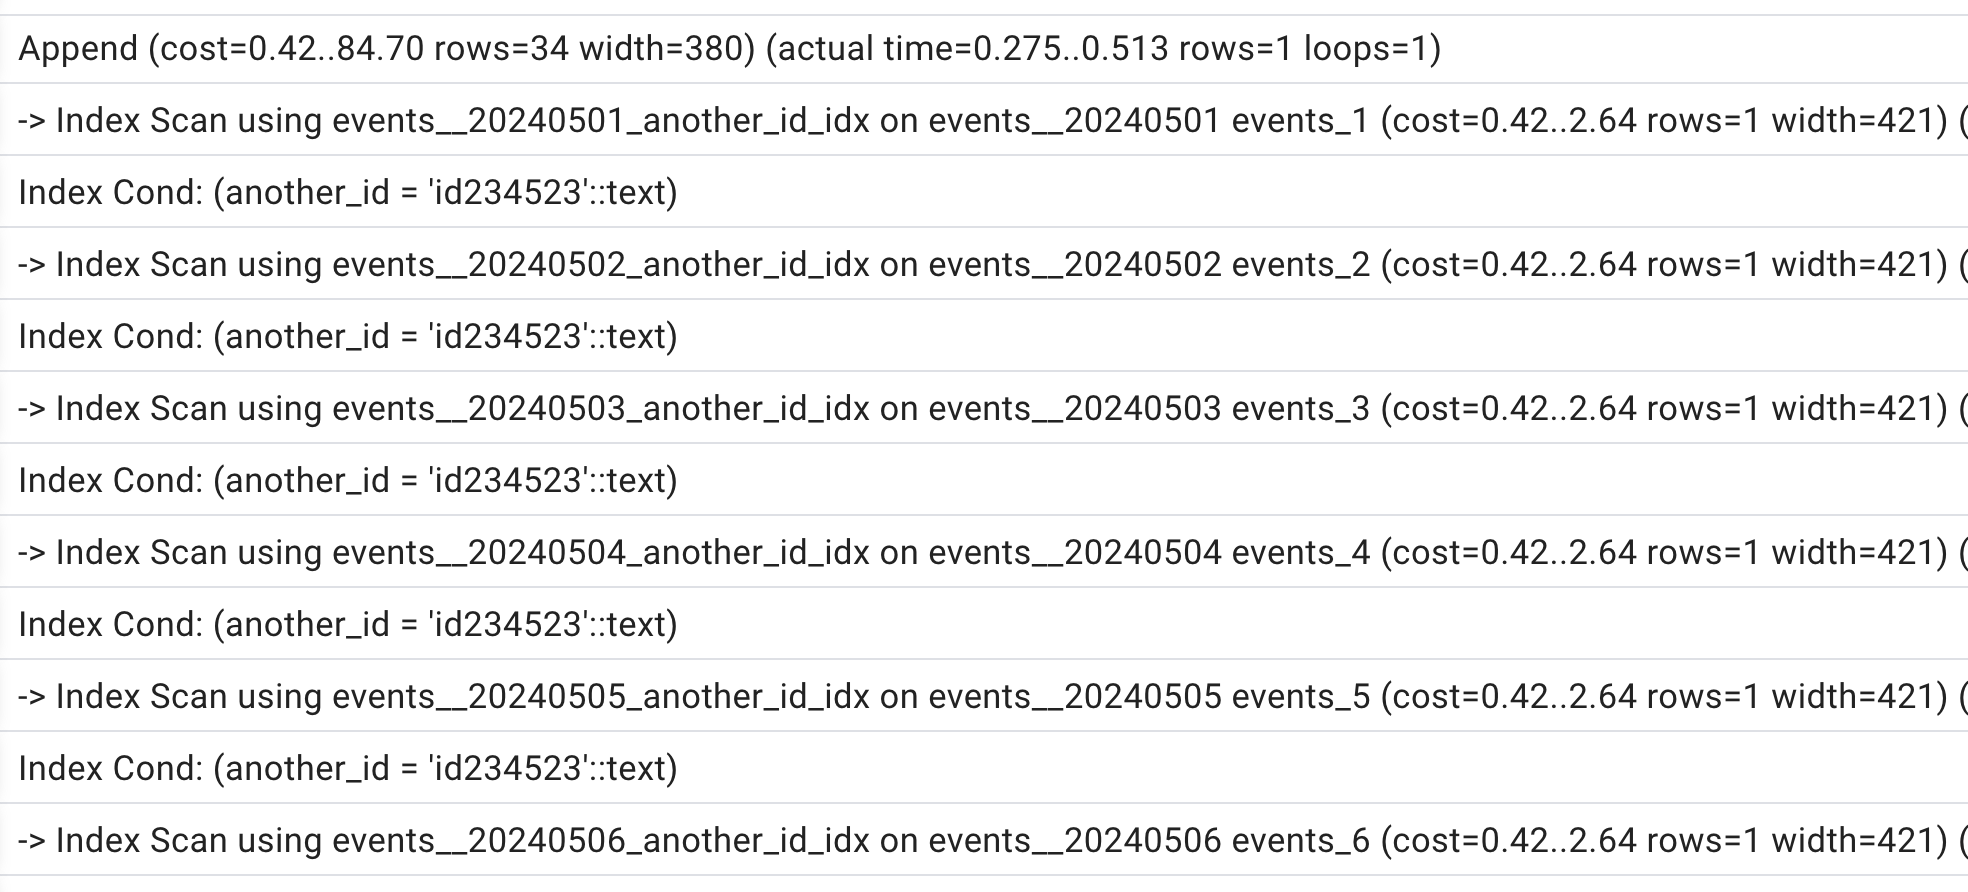 Append (cost=0.42..84.70 rows=34 width=380) (actual time=0.275..0.513 rows=1 loops=1)
-> Index Scan using events__20240501_another_id_idx on events__20240501 events_1 (cost=0.42..2.64 rows=1 width=421) (
Index Cond: (another_id = 'id234523'::text)
-> Index Scan using events__20240502_another_id_idx on events__20240502 events_2 (cost=0.42..2.64 rows=1 width=421) (
Index Cond: (another_id = 'id234523'::text)
-> Index Scan using events__20240503_another_id_idx on events__20240503 events_3 (cost=0.42..2.64 rows=1 width=421) (
Index Cond: (another_id = 'id234523'::text)
-> Index Scan using events__20240504_another_id_idx on events__20240504 events_4 (cost=0.42..2.64 rows=1 width=421) (
Index Cond: (another_id = 'id234523'::text)
-> Index Scan using events__20240505_another_id_idx on events__20240505 events_5 (cost=0.42..2.64 rows=1 width=421) (
Index Cond: (another_id = 'id234523'::text)
-> Index Scan using events__20240506_another_id_idx on events__20240506 events_6 (cost=0.42..2.64 rows=1 width=421) (